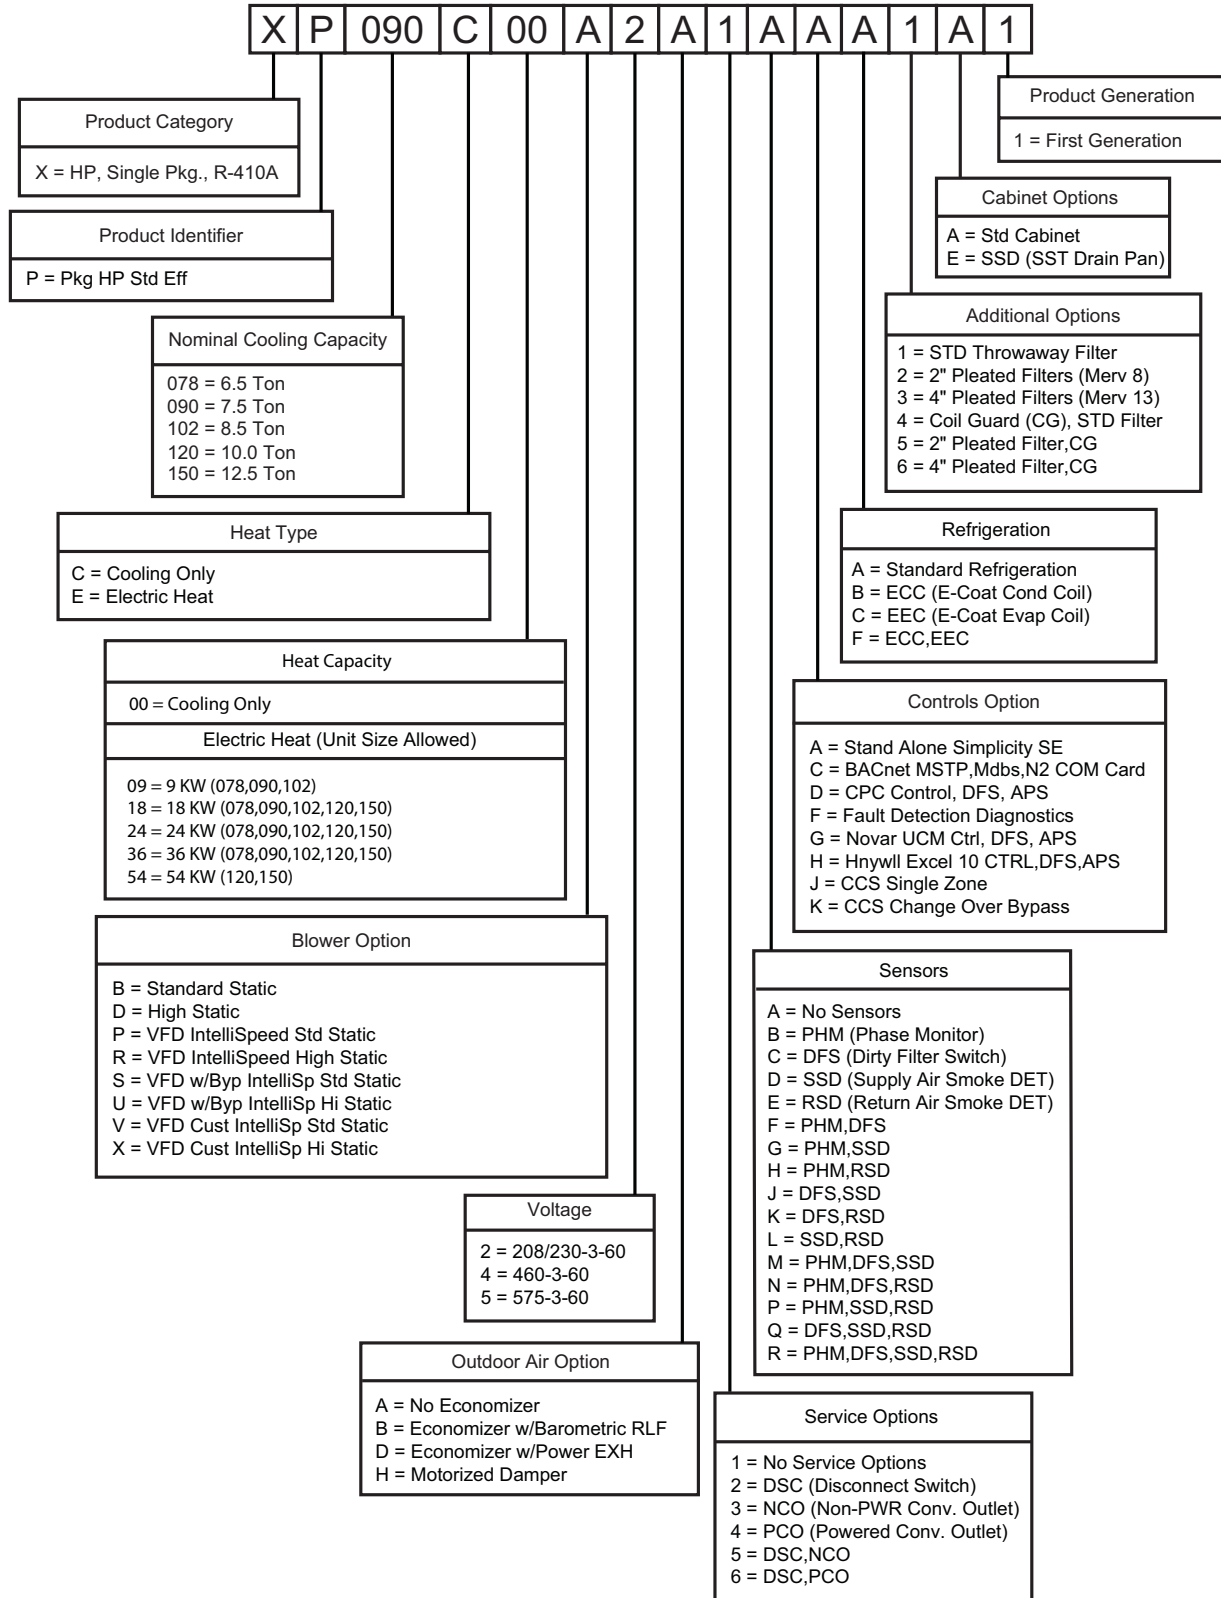 X P 090 C 00 A 2 A 1 A A A 1 A 1
Product Category
X = HP, Single Pkg., R-410A
Product Identifier
P = Pkg HP Std Eff
Nominal Cooling Capacity
078 = 6.5 Ton
090 = 7.5 Ton
102 = 8.5 Ton
120 = 10.0 Ton
150 = 12.5 Ton
Heat Type
C = Cooling Only
E = Electric Heat
Heat Capacity
00 = Cooling Only
Electric Heat (Unit Size Allowed)
09 = 9 KW (078,090,102)
18 = 18 KW (078,090,102,120,150)
24 = 24 KW (078,090,102,120,150)
36 = 36 KW (078,090,102,120,150)
54 = 54 KW (120,150)
Blower Option
B = Standard Static
D = High Static
P = VFD IntelliSpeed Std Static
R = VFD IntelliSpeed High Static
S = VFD w/Byp IntelliSp Std Static
U = VFD w/Byp IntelliSp Hi Static
V = VFD Cust IntelliSp Std Static
X = VFD Cust IntelliSp Hi Static
Voltage
2 = 208/230-3-60
4 = 460-3-60
5 = 575-3-60
Outdoor Air Option
A = No Economizer
B = Economizer w/Barometric RLF
D = Economizer w/Power EXH
H = Motorized Damper
Product Generation
1 = First Generation
Cabinet Options
A = Std Cabinet
E = SSD (SST Drain Pan)
Additional Options
1 = STD Throwaway Filter
2 = 2" Pleated Filters (Merv 8)
3 = 4" Pleated Filters (Merv 13)
4 = Coil Guard (CG), STD Filter
5 = 2" Pleated Filter,CG
6 = 4" Pleated Filter,CG
Refrigeration
A = Standard Refrigeration
B = ECC (E-Coat Cond Coil)
C = EEC (E-Coat Evap Coil)
F = ECC,EEC
Controls Option
A = Stand Alone Simplicity SE
C = BACnet MSTP,Mdbs,N2 COM Card
D = CPC Control, DFS, APS
F = Fault Detection Diagnostics
G = Novar UCM Ctrl, DFS, APS
H = Hnywll Excel 10 CTRL,DFS,APS
J = CCS Single Zone
K = CCS Change Over Bypass
Sensors
A = No Sensors
B = PHM (Phase Monitor)
C = DFS (Dirty Filter Switch)
D = SSD (Supply Air Smoke DET)
E = RSD (Return Air Smoke DET)
F = PHM,DFS
G = PHM,SSD
H = PHM,RSD
J = DFS,SSD
K = DFS,RSD
L = SSD,RSD
M = PHM,DFS,SSD
N = PHM,DFS,RSD
P = PHM,SSD,RSD
Q = DFS,SSD,RSD
R = PHM,DFS,SSD,RSD
Service Options
1 = No Service Options
2 = DSC (Disconnect Switch)
3 = NCO (Non-PWR Conv. Outlet)
4 = PCO (Powered Conv. Outlet)
5 = DSC,NCO
6 = DSC,PCO